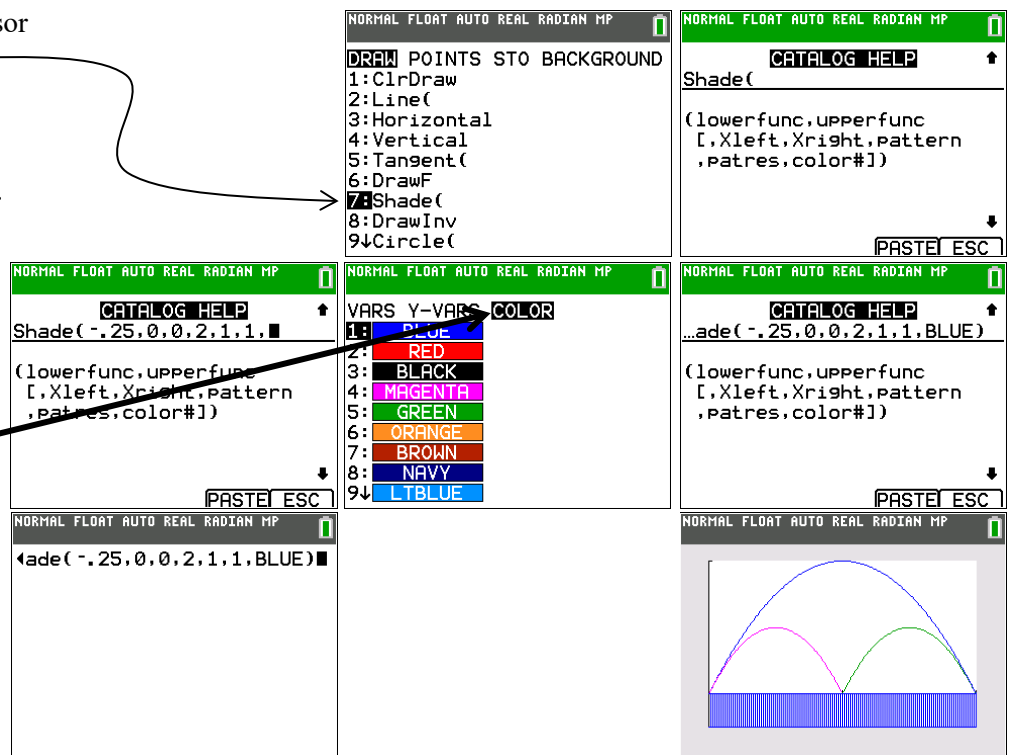 sor
NORMAL FLOAT AUTO REAL RADIAN MP
DRAW POINTS STO BACKGROUND
1:ClrDraw
2:Line(
3:Horizontal
4:Vertical
5:Tangent(
6:DrawF
7:Shade(
8:DrawInv
9↓Circle(
NORMAL FLOAT AUTO REAL RADIAN MP
CATALOG HELP
Shade(
(lowerfunc,upperfunc
[,Xleft,Xright,pattern
,patres,color#])
PASTE ESC
NORMAL FLOAT AUTO REAL RADIAN MP
CATALOG HELP
Shade(-.25,0,0,2,1,1,
(lowerfunc,upperfunc
[,Xleft,Xright,pattern
,patres,color#])
PASTE ESC
NORMAL FLOAT AUTO REAL RADIAN MP
VARS Y-VARS COLOR
1: BLUE
2: RED
3: BLACK
4: MAGENTA
5: GREEN
6: ORANGE
7: BROWN
8: NAVY
9↓ LTBLUE
NORMAL FLOAT AUTO REAL RADIAN MP
CATALOG HELP
…ade(-.25,0,0,2,1,1,BLUE)
(lowerfunc,upperfunc
[,Xleft,Xright,pattern
,patres,color#])
PASTE ESC
NORMAL FLOAT AUTO REAL RADIAN MP
ade(-.25,0,0,2,1,1,BLUE)
NORMAL FLOAT AUTO REAL RADIAN MP